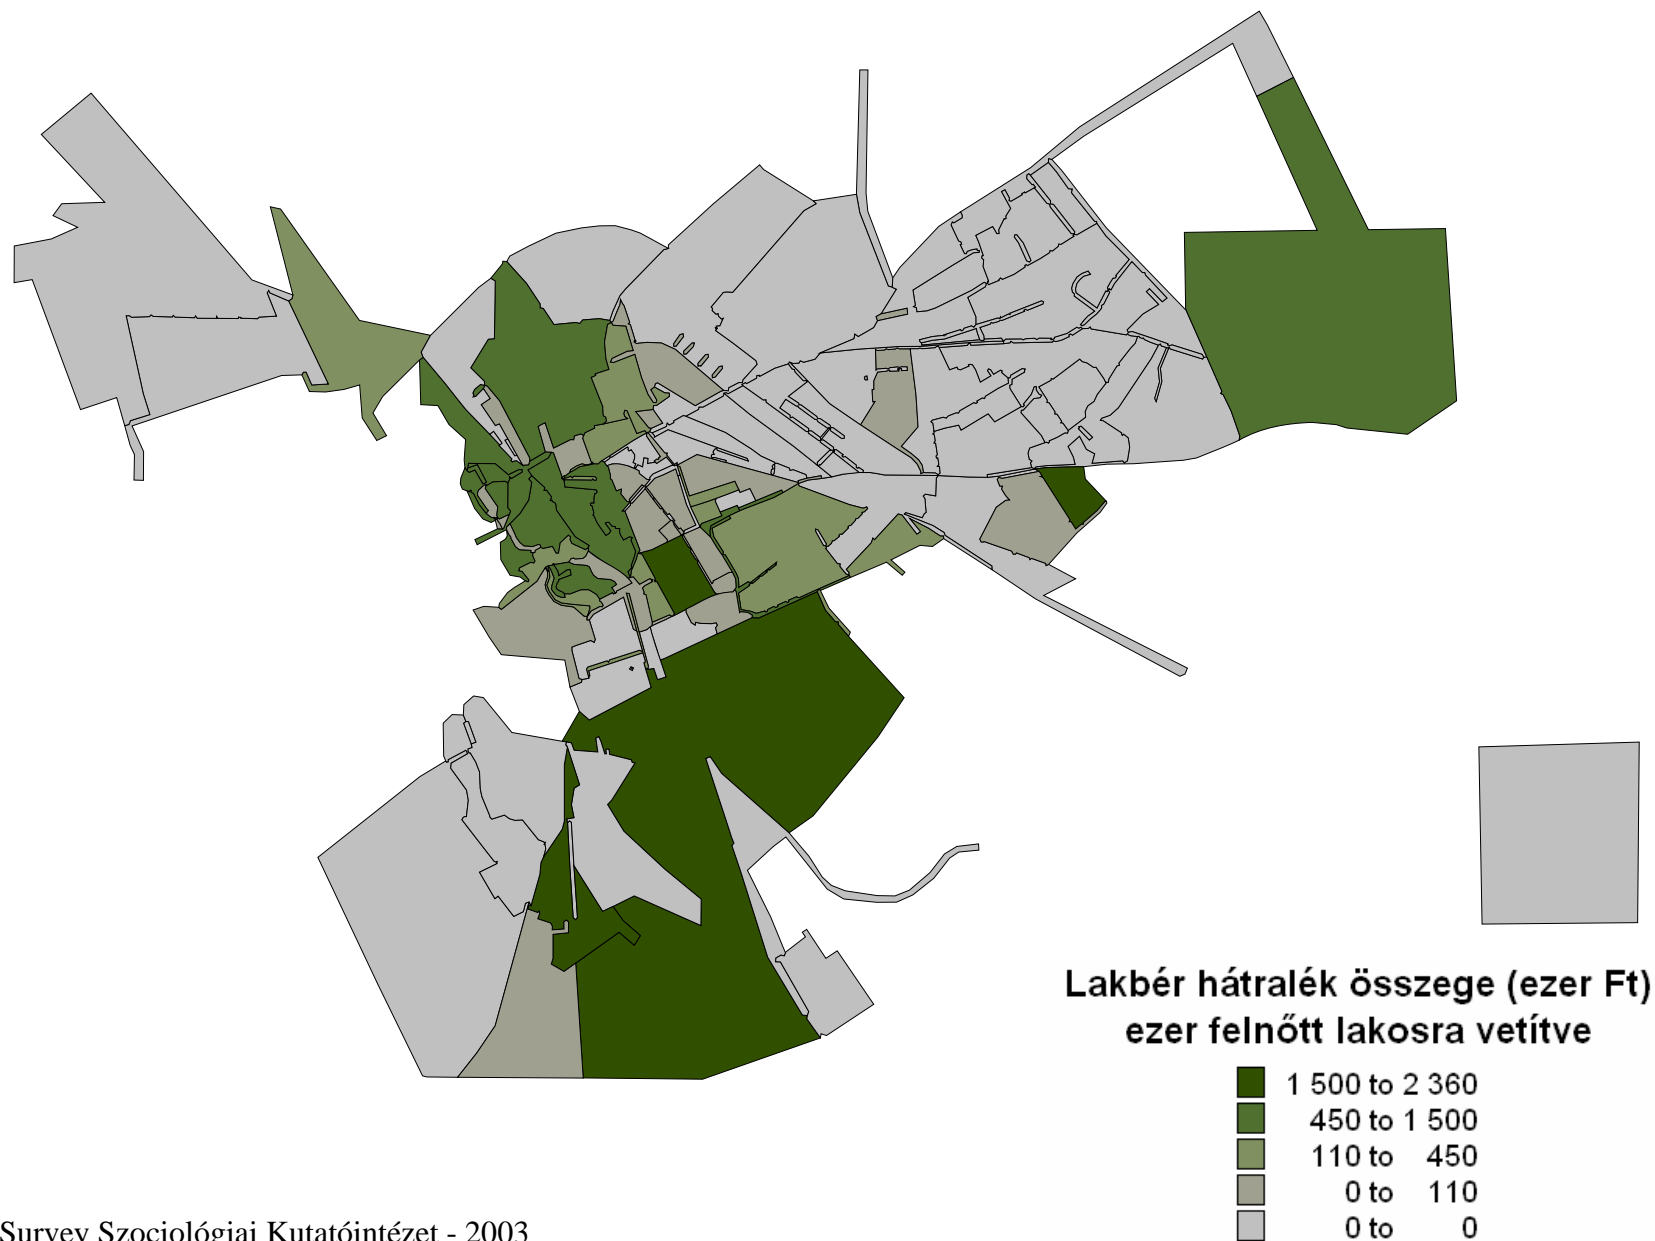 Lakbér hátralék összege (ezer Ft)
ezer felnőtt lakosra vetítve
1 500 to 2 360
450 to 1 500
110 to 450
0 to 110
0 to 0
Survey Szociológiai Kutatóintézet - 2003